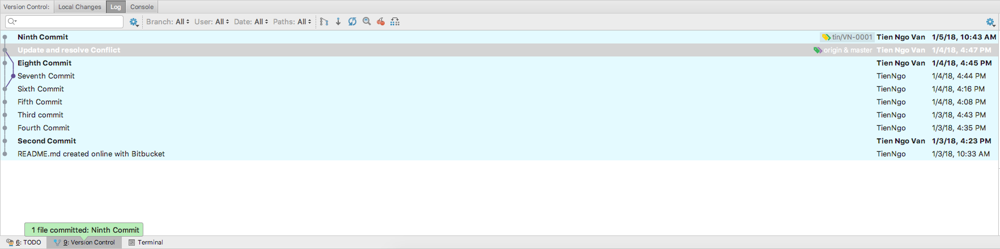 Version Control: Local Changes Log Console
Branch: All User: All Date: All Paths: All
Ninth Commit tin/VN-0001 Tien Ngo Van 1/5/18, 10:43 AM
Update and resolve Conflict origin & master Tien Ngo Van 1/4/18, 4:47 PM
Eighth Commit Tien Ngo Van 1/4/18, 4:45 PM
Seventh Commit TienNgo 1/4/18, 4:44 PM
Sixth Commit TienNgo 1/4/18, 4:16 PM
Fifth Commit TienNgo 1/4/18, 4:08 PM
Third commit TienNgo 1/3/18, 4:43 PM
Fourth Commit TienNgo 1/3/18, 4:35 PM
Second Commit Tien Ngo Van 1/3/18, 4:23 PM
README.md created online with Bitbucket TienNgo 1/3/18, 10:33 AM
1 file committed: Ninth Commit
6: TODO 9: Version Control Terminal